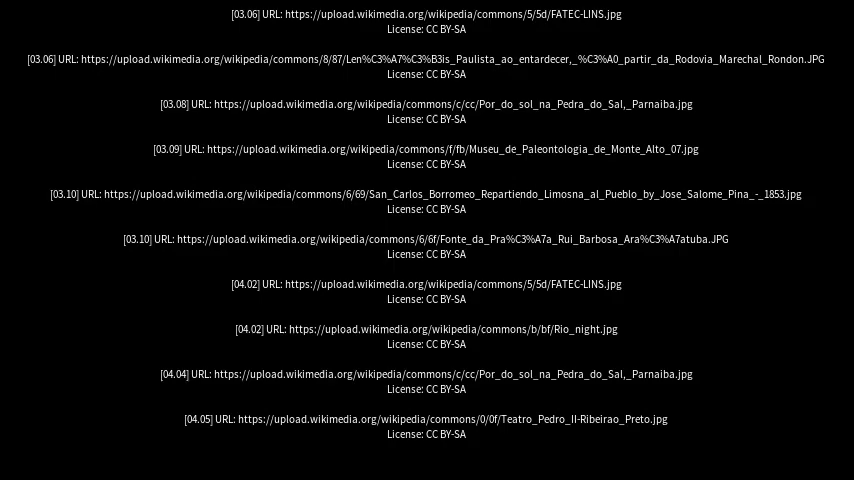 [03.06] URL: https://upload.wikimedia.org/wikipedia/commons/5/5d/FATEC-LINS.jpg
License: CC BY-SA
[03.06] URL: https://upload.wikimedia.org/wikipedia/commons/8/87/Len%C3%A7%C3%B3is_Paulista_ao_entardecer,_%C3%A0_partir_da_Rodovia_Marechal_Rondon.JPG
License: CC BY-SA
[03.08] URL: https://upload.wikimedia.org/wikipedia/commons/c/cc/Por_do_sol_na_Pedra_do_Sal,_Parnaiba.jpg
License: CC BY-SA
[03.09] URL: https://upload.wikimedia.org/wikipedia/commons/f/fb/Museu_de_Paleontologia_de_Monte_Alto_07.jpg
License: CC BY-SA
[03.10] URL: https://upload.wikimedia.org/wikipedia/commons/6/69/San_Carlos_Borromeo_Repartiendo_Limosna_al_Pueblo_by_Jose_Salome_Pina_-_1853.jpg
License: CC BY-SA
[03.10] URL: https://upload.wikimedia.org/wikipedia/commons/6/6f/Fonte_da_Pra%C3%A7a_Rui_Barbosa_Ara%C3%A7atuba.JPG
License: CC BY-SA
[04.02] URL: https://upload.wikimedia.org/wikipedia/commons/5/5d/FATEC-LINS.jpg
License: CC BY-SA
[04.02] URL: https://upload.wikimedia.org/wikipedia/commons/b/bf/Rio_night.jpg
License: CC BY-SA
[04.04] URL: https://upload.wikimedia.org/wikipedia/commons/c/cc/Por_do_sol_na_Pedra_do_Sal,_Parnaiba.jpg
License: CC BY-SA
[04.05] URL: https://upload.wikimedia.org/wikipedia/commons/0/0f/Teatro_Pedro_II-Ribeirao_Preto.jpg
License: CC BY-SA